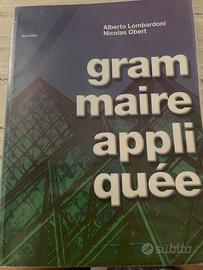 Alberto Lombardoni
Nicolas Obert
gram
maire
appli
quée
subito